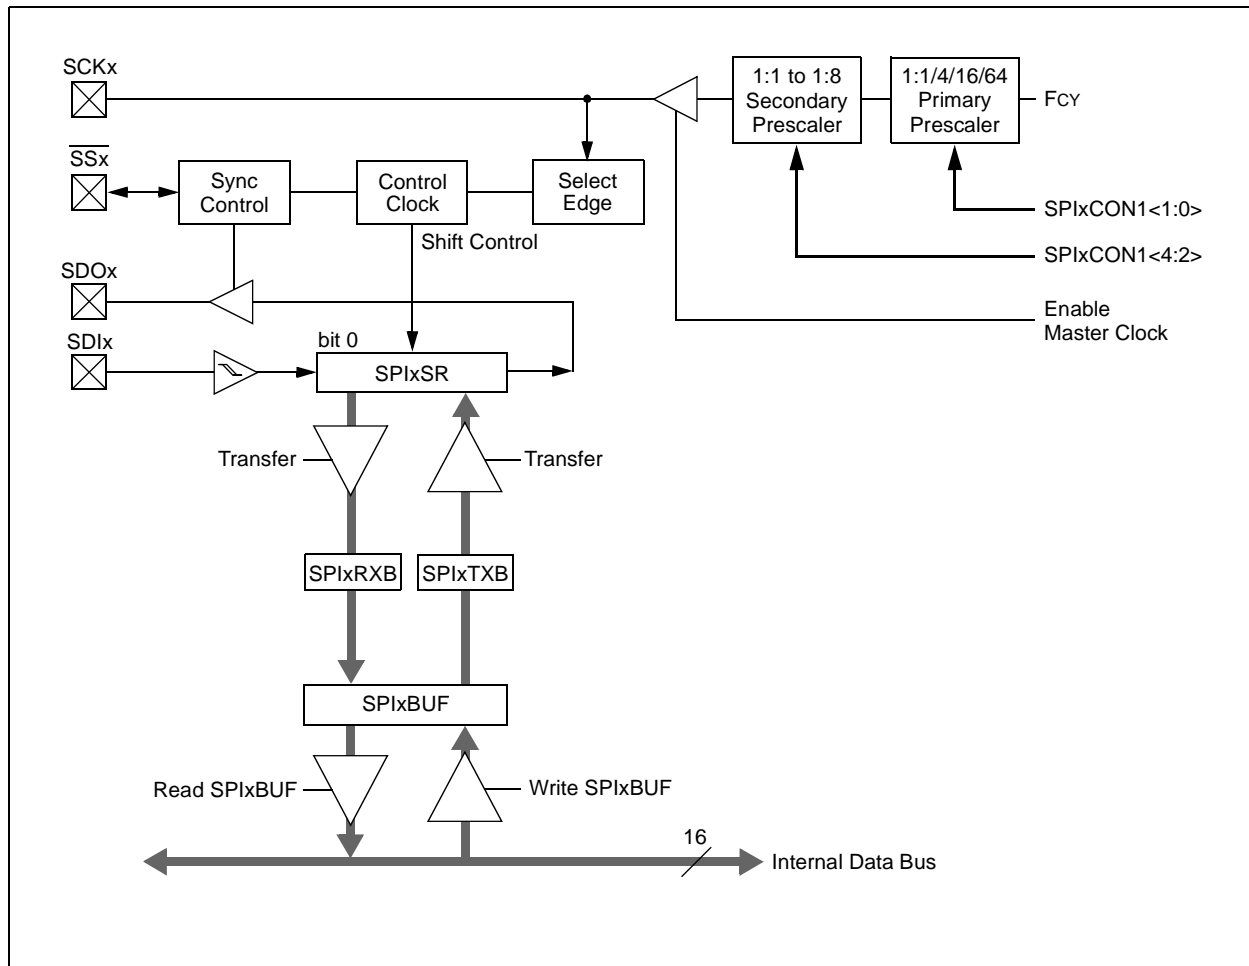 SCKx
1:1 to 1:8
Secondary
Prescaler
1:1/4/16/64
Primary
Prescaler
FCY
SSx
Sync
Control
Control
Clock
Select
Edge
SPIxCON1<1:0>
Shift Control
SPIxCON1<4:2>
SDOx
Enable
Master Clock
SDIx
bit 0
SPIxSR
Transfer
Transfer
SPIxRXB
SPIxTXB
SPIxBUF
Read SPIxBUF
Write SPIxBUF
16
Internal Data Bus